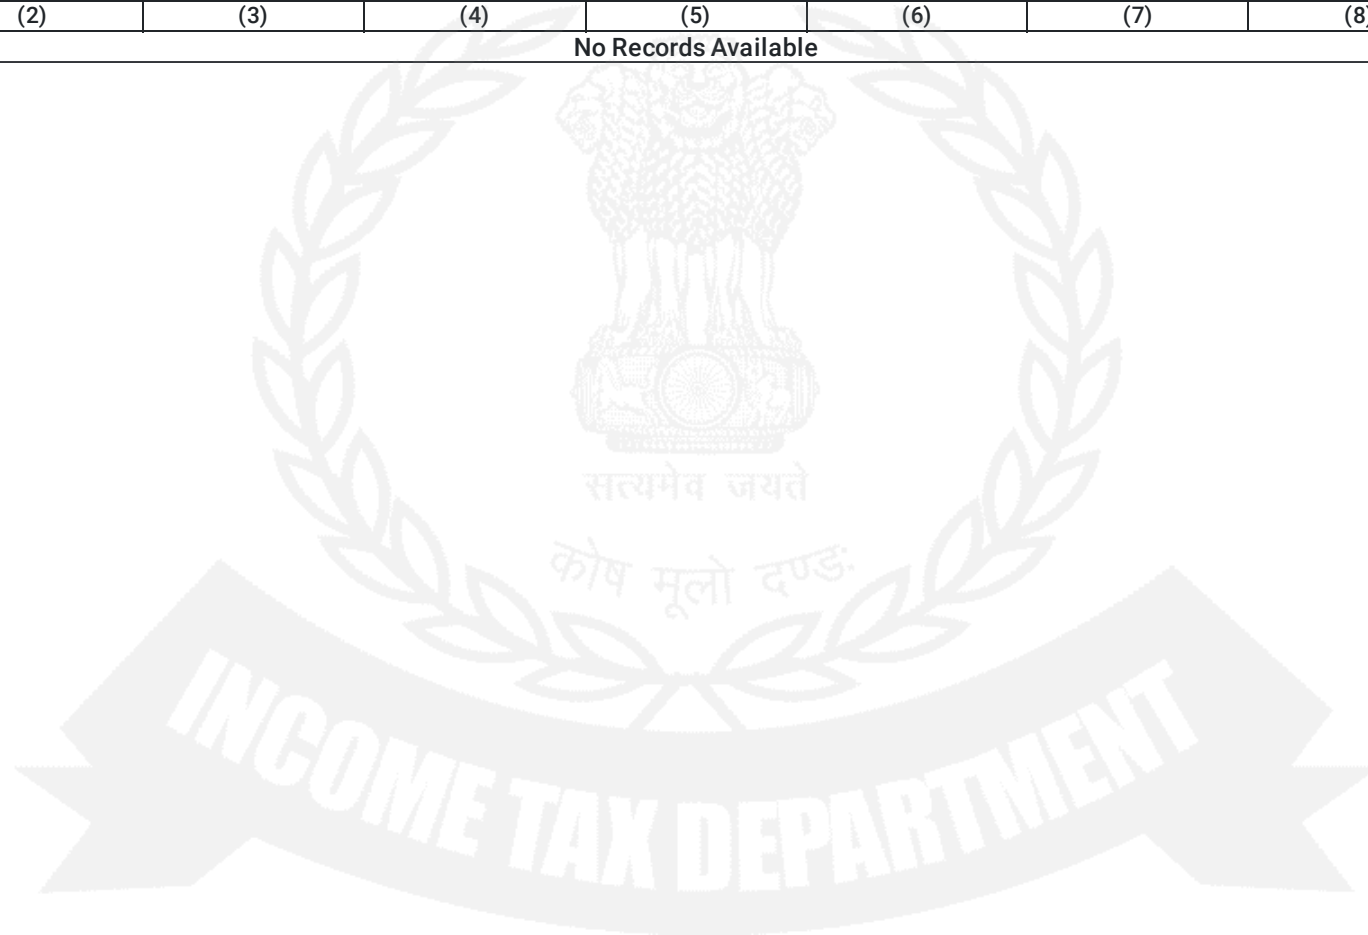 (2) (3) (4) (5) (6) (7) (8)
No Records Available
सत्यमेव जयते
कोष मूलो दण्डः
INCOME TAX DEPARTMENT